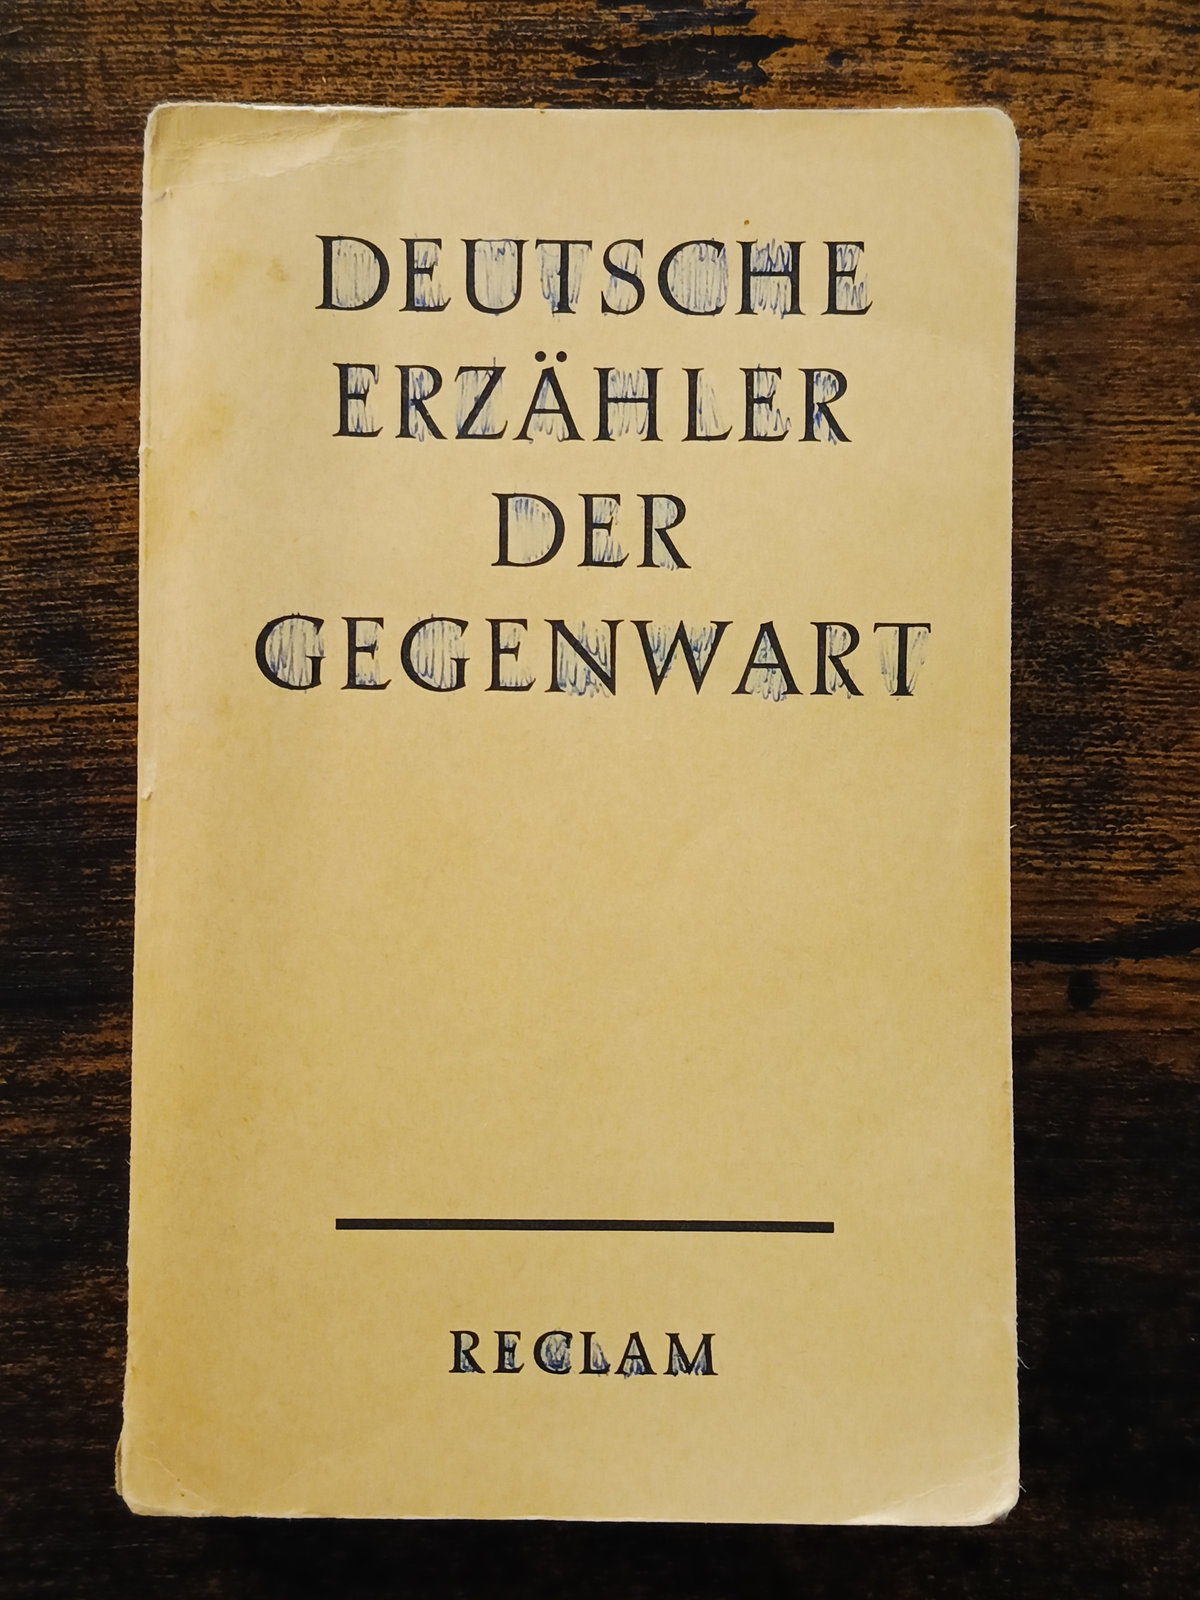 DEUTSCHE
ERZÄHLER
DER
GEGENWART
RECLAM